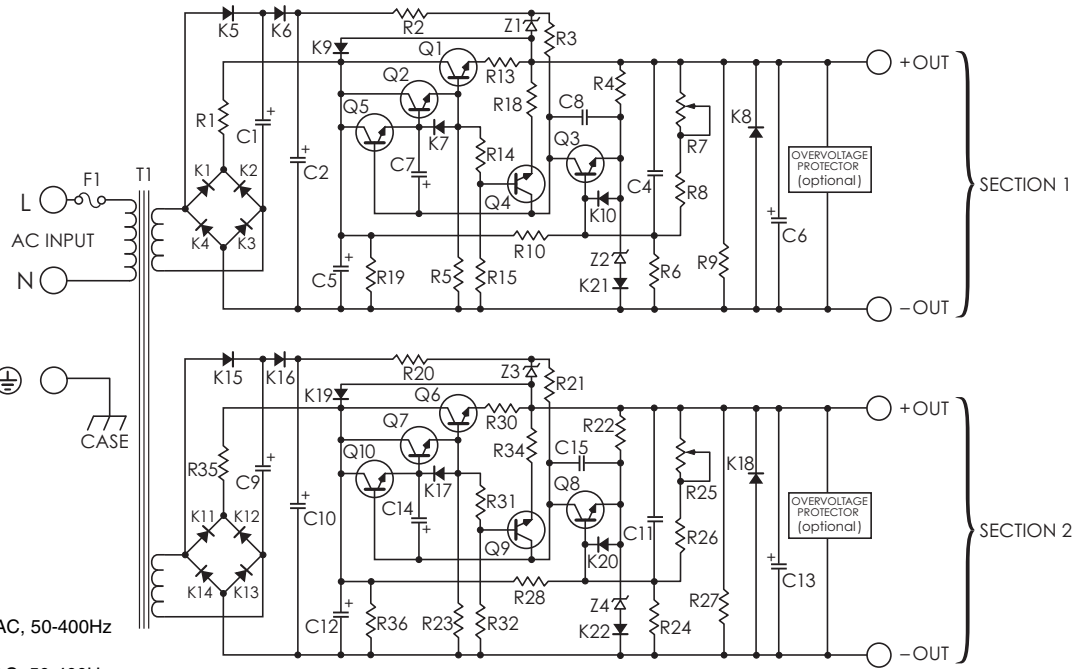 K5 K6 R2 Z1 R3
K9 Q1 R13 +OUT
Q2 R18 R4
Q5 C8 K8
R1 C1 K7 R7
K1 K2 C2 C7 R14 Q3 OVERVOLTAGE
PROTECTOR
(optional)
L F1 T1 SECTION 1
K4 K3 Q4 K10 C4 R8
AC INPUT
R10 C6
N C5 R19 R5 R15 Z2 R6 R9
K21
–OUT
K15 K16 R20 Z3 R21
K19 Q6 R30 +OUT
CASE
Q7 R34 R22
Q10 C15 K18
R35 C9 K17 R25
K11 K12 C10 C14 R31 Q8 OVERVOLTAGE
PROTECTOR
(optional)
SECTION 2
K14 K13 Q9 K20 C11 R26
R28 C13
C12 R36 R23 R32 Z4 R24 R27
K22
–OUT
AC, 50-400Hz